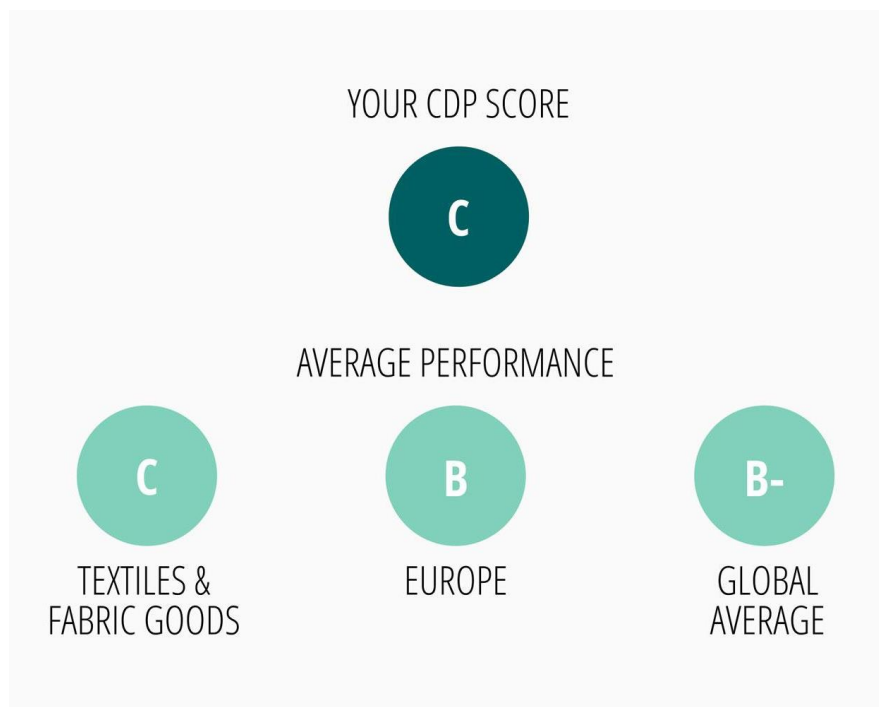 YOUR CDP SCORE
C
AVERAGE PERFORMANCE
C
B
B-
TEXTILES &
FABRIC GOODS
EUROPE
GLOBAL
AVERAGE